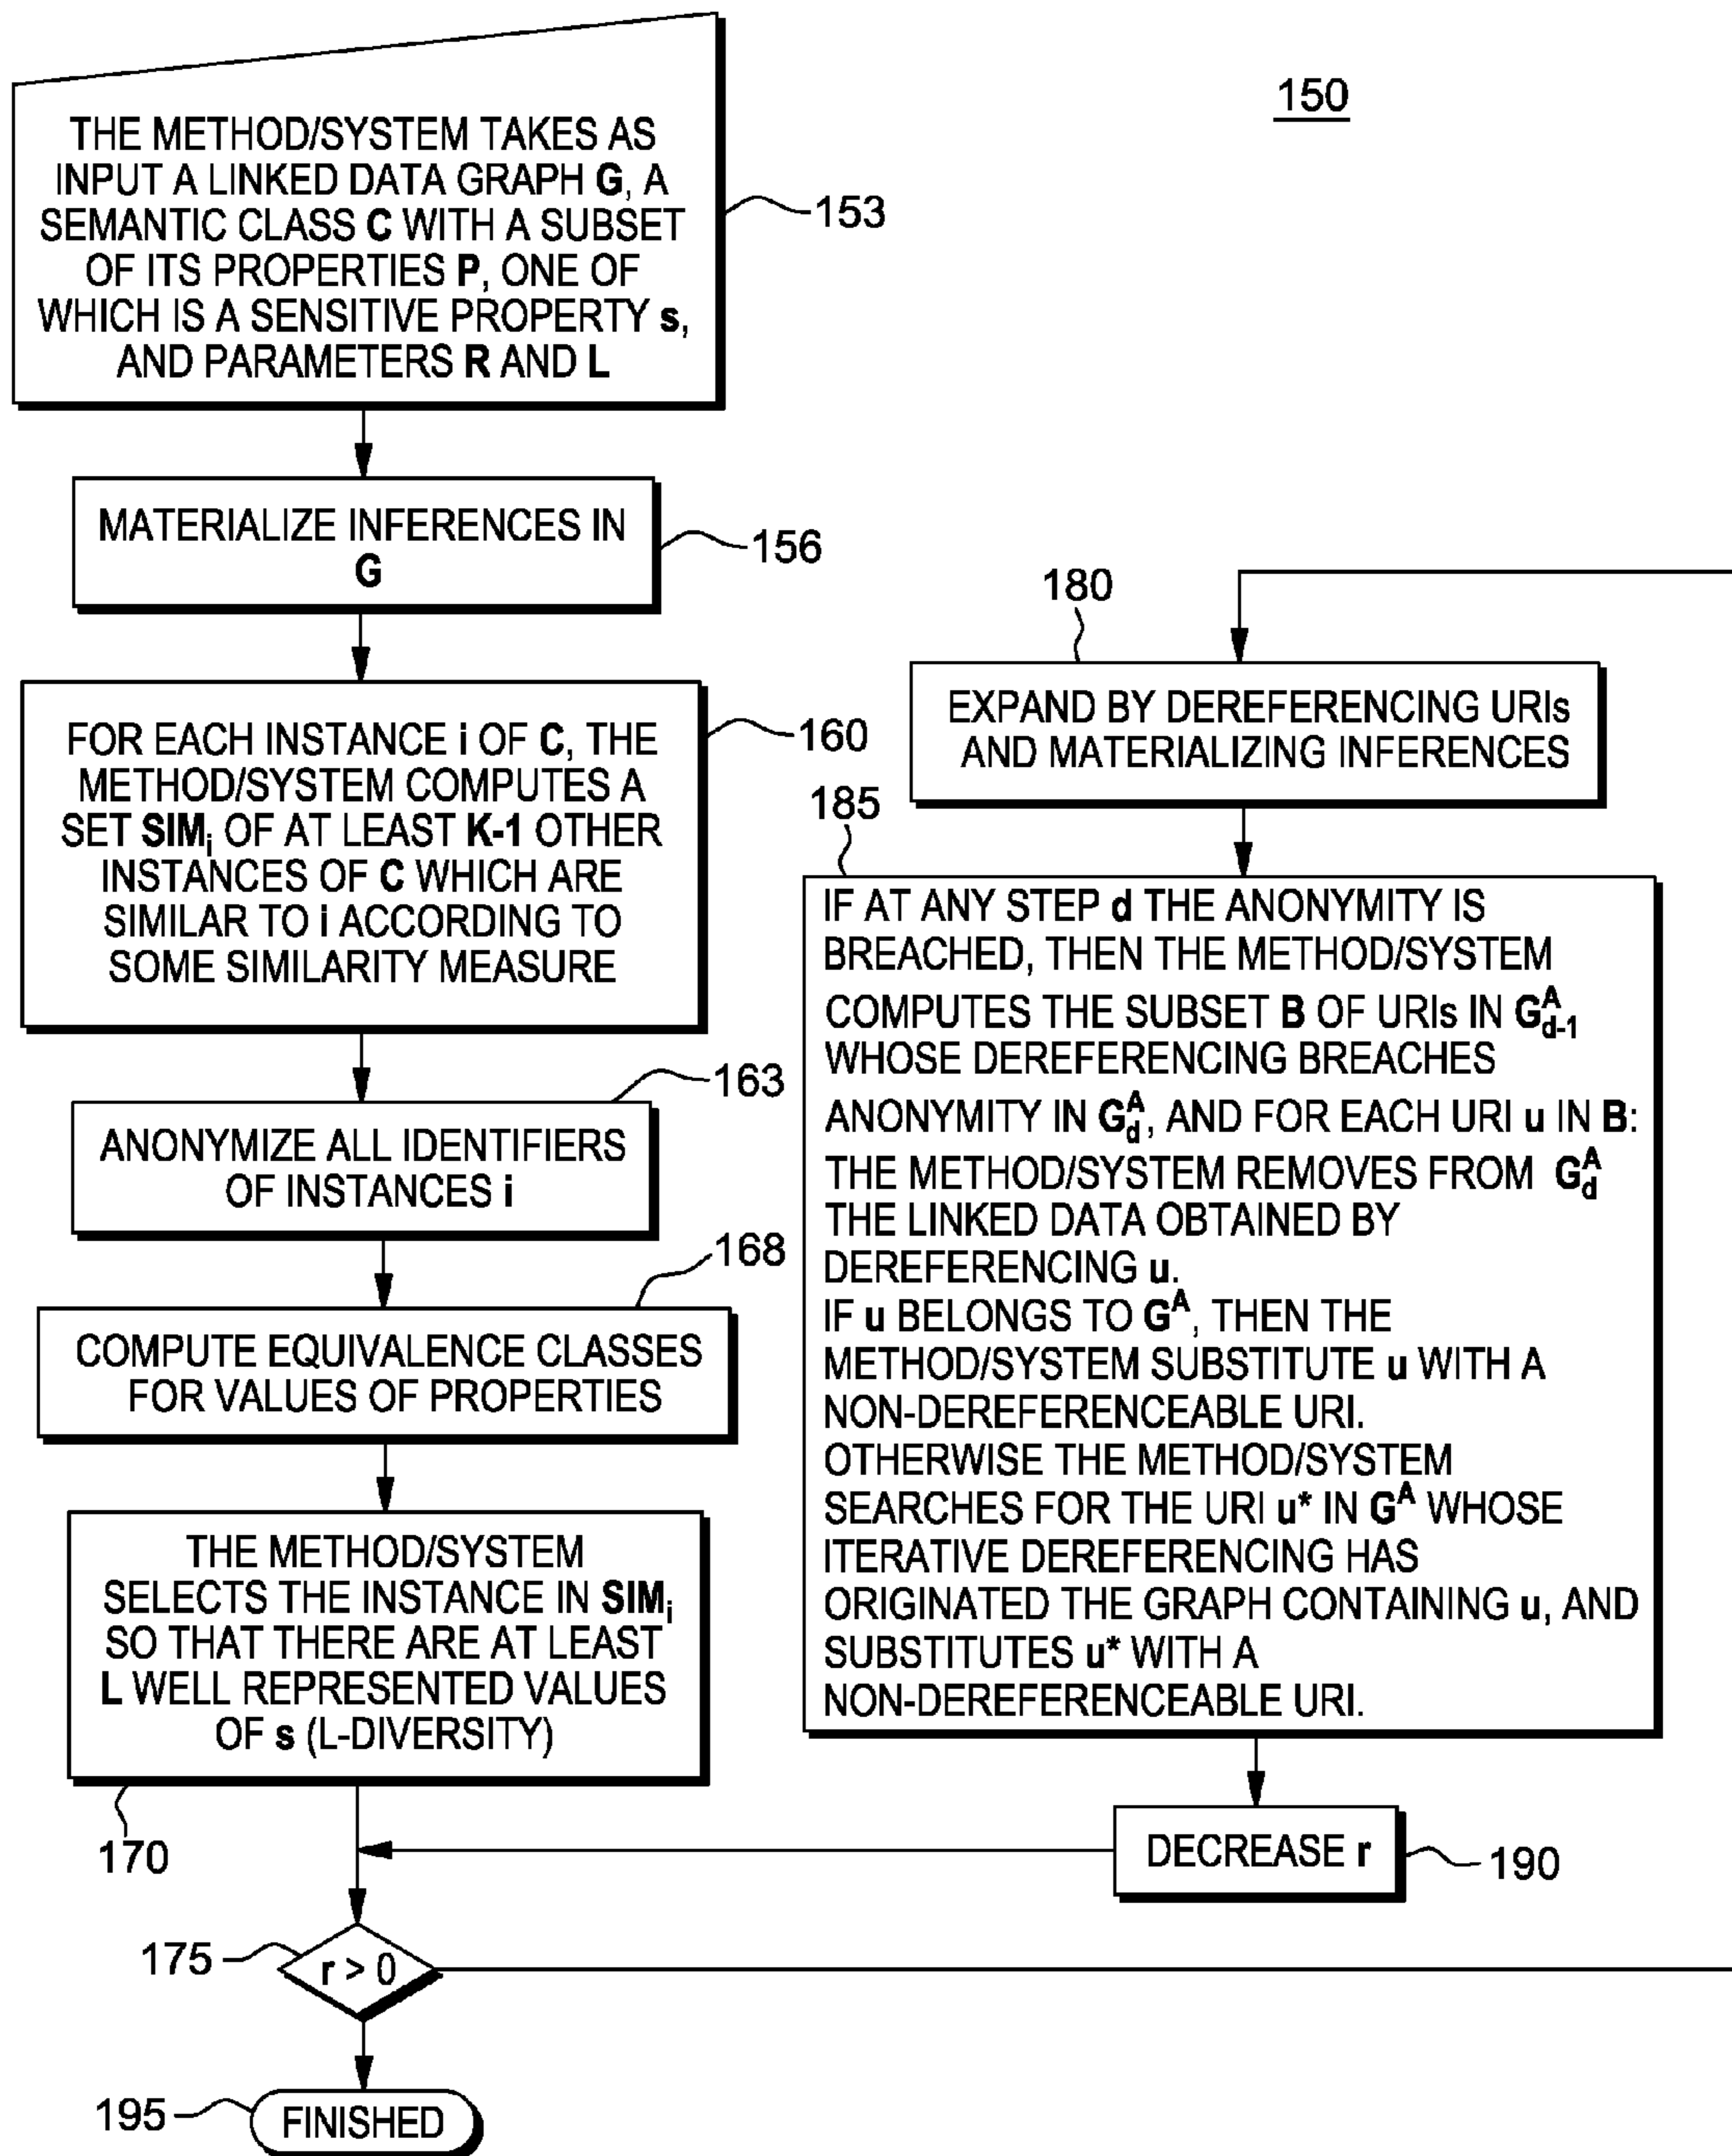 150
THE METHOD/SYSTEM TAKES AS
INPUT A LINKED DATA GRAPH G, A
SEMANTIC CLASS C WITH A SUBSET
OF ITS PROPERTIES P, ONE OF
WHICH IS A SENSITIVE PROPERTY s,
AND PARAMETERS R AND L
153
MATERIALIZE INFERENCES IN
G
156
FOR EACH INSTANCE i OF C, THE
METHOD/SYSTEM COMPUTES A
SET SIM_i OF AT LEAST K-1 OTHER
INSTANCES OF C WHICH ARE
SIMILAR TO i ACCORDING TO
SOME SIMILARITY MEASURE
160
ANONYMIZE ALL IDENTIFIERS
OF INSTANCES i
163
COMPUTE EQUIVALENCE CLASSES
FOR VALUES OF PROPERTIES
168
THE METHOD/SYSTEM
SELECTS THE INSTANCE IN SIM_i
SO THAT THERE ARE AT LEAST
L WELL REPRESENTED VALUES
OF s (L-DIVERSITY)
170
175
r > 0
195
FINISHED
180
EXPAND BY DEREFERENCING URIs
AND MATERIALIZING INFERENCES
185
IF AT ANY STEP d THE ANONYMITY IS
BREACHED, THEN THE METHOD/SYSTEM
COMPUTES THE SUBSET B OF URIs IN G^A_d-1
WHOSE DEREFERENCING BREACHES
ANONYMITY IN G^A_d, AND FOR EACH URI u IN B:
THE METHOD/SYSTEM REMOVES FROM G^A_d
THE LINKED DATA OBTAINED BY
DEREFERENCING u.
IF u BELONGS TO G^A, THEN THE
METHOD/SYSTEM SUBSTITUTE u WITH A
NON-DEREFERENCEABLE URI.
OTHERWISE THE METHOD/SYSTEM
SEARCHES FOR THE URI u* IN G^A WHOSE
ITERATIVE DEREFERENCING HAS
ORIGINATED THE GRAPH CONTAINING u, AND
SUBSTITUTES u* WITH A
NON-DEREFERENCEABLE URI.
DECREASE r
190